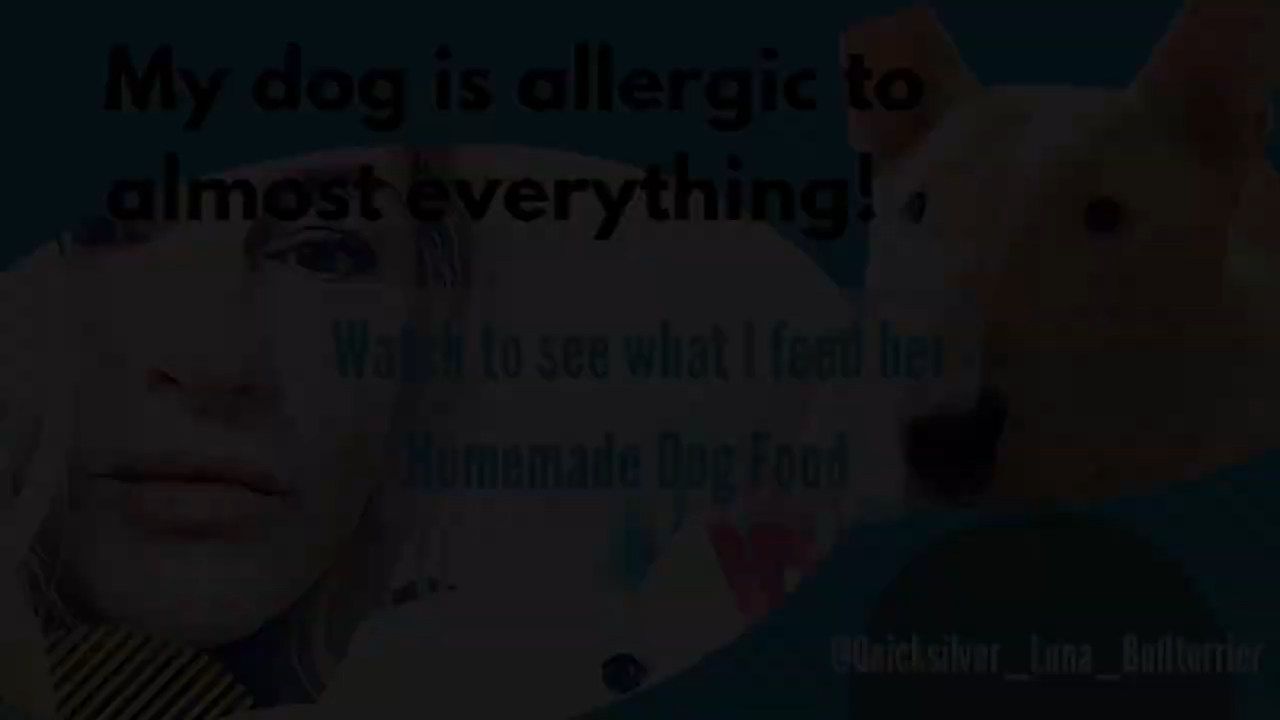 My dog is allergic to
almost everything!
Watch to see what I feed her
Homemade Dog Food
@Quicksilver_Luna_Bullterrier